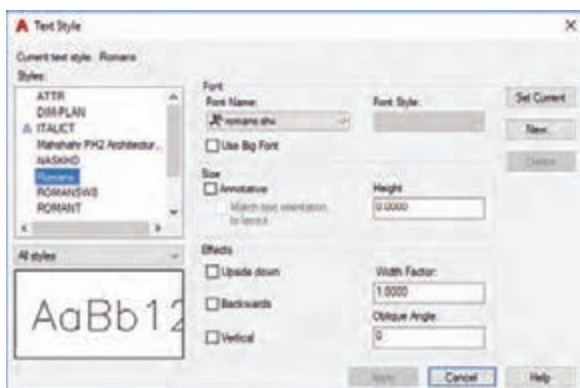 Text Style
Current text style: Romans
Styles:
ATTR
DIM-PLAN
ITALICT
Mahshahr PH2 Architectur...
NASKHD
Romans
ROMANSWB
ROMANT
All styles
AaBb12
Font
Font Name:
romans.shx
Font Style:
Use Big Font
Size
Annotative
Match text orientation
to layout
Height
0.0000
Effects
Upside down
Backwards
Vertical
Width Factor:
1.0000
Oblique Angle:
0
Set Current
New...
Delete
Apply
Cancel
Help